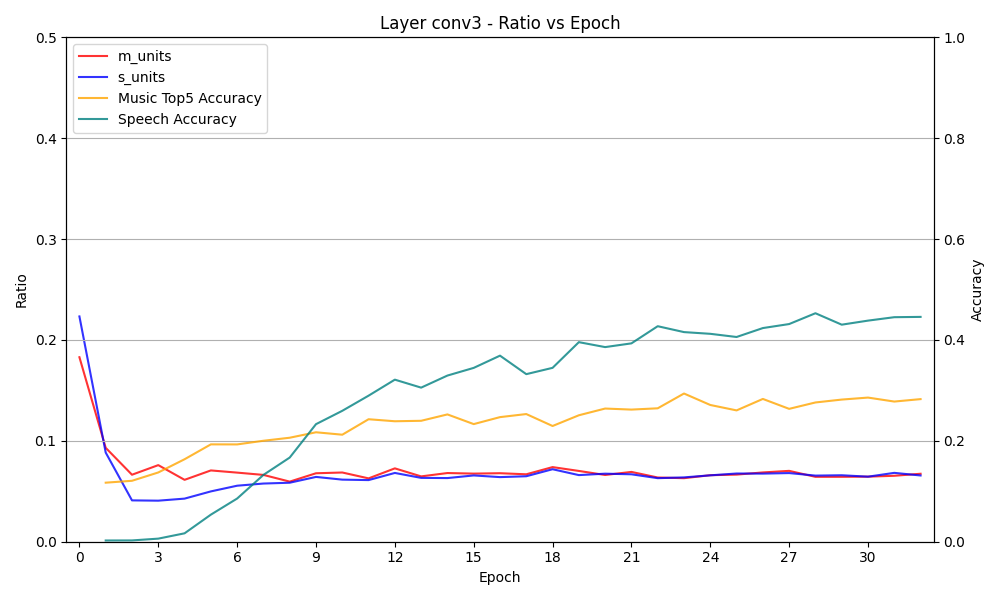 Layer conv3 - Ratio vs Epoch
m_units
s_units
Music Top5 Accuracy
Speech Accuracy
0.5
0.4
0.3
0.2
0.1
0.0
Ratio
1.0
0.8
0.6
0.4
0.2
0.0
Accuracy
0 3 6 9 12 15 18 21 24 27 30
Epoch